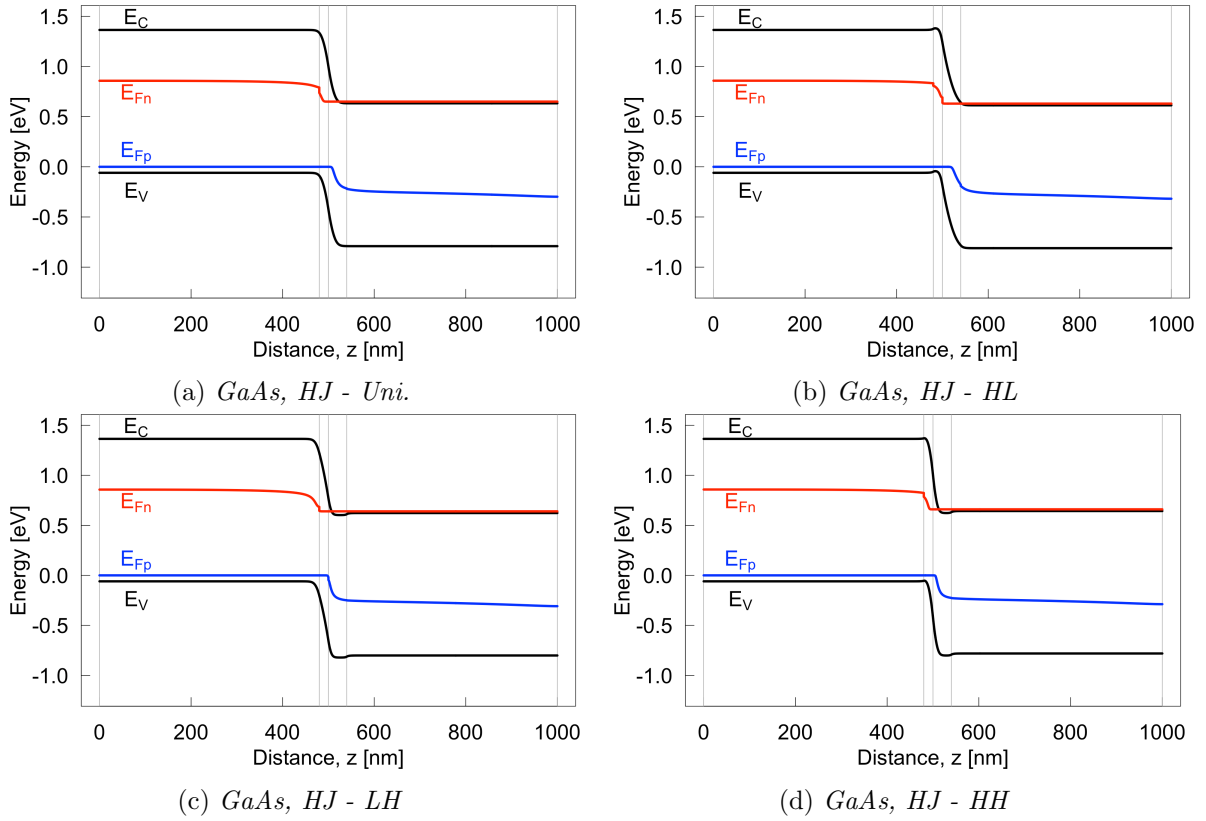 1.5
1.0
0.5
0.0
-0.5
-1.0
Energy [eV]
E_C
E_Fn
E_Fp
E_V
0 200 400 600 800 1000
Distance, z [nm]
(a) GaAs, HJ - Uni.
1.5
1.0
0.5
0.0
-0.5
-1.0
Energy [eV]
E_C
E_Fn
E_Fp
E_V
0 200 400 600 800 1000
Distance, z [nm]
(b) GaAs, HJ - HL
1.5
1.0
0.5
0.0
-0.5
-1.0
Energy [eV]
E_C
E_Fn
E_Fp
E_V
0 200 400 600 800 1000
Distance, z [nm]
(c) GaAs, HJ - LH
1.5
1.0
0.5
0.0
-0.5
-1.0
Energy [eV]
E_C
E_Fn
E_Fp
E_V
0 200 400 600 800 1000
Distance, z [nm]
(d) GaAs, HJ - HH